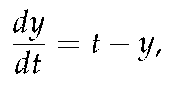 dy/dt = t − y,